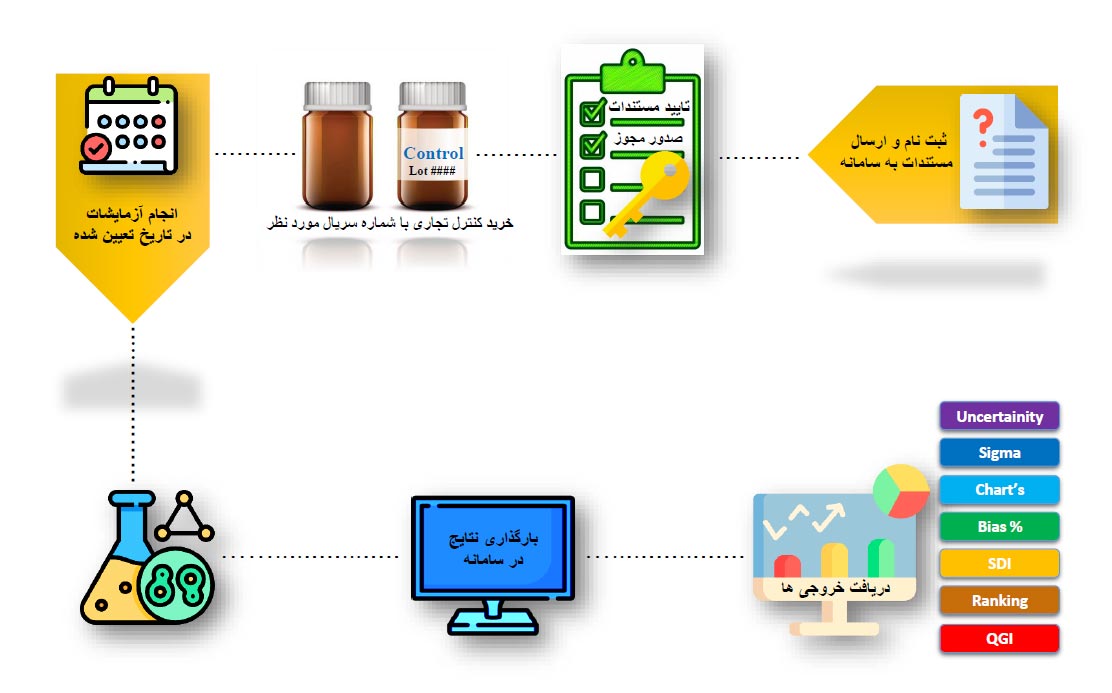 ثبت نام و ارسال
مستندات به سامانه
تایید مستندات
صدور مجوز
Control
Lot ####
خرید کنترل تجاری با شماره سریال مورد نظر
انجام آزمایشات
در تاریخ تعیین شده
بارگذاری نتایج
در سامانه
دریافت خروجی ها
Uncertainity
Sigma
Chart's
Bias %
SDI
Ranking
QGI